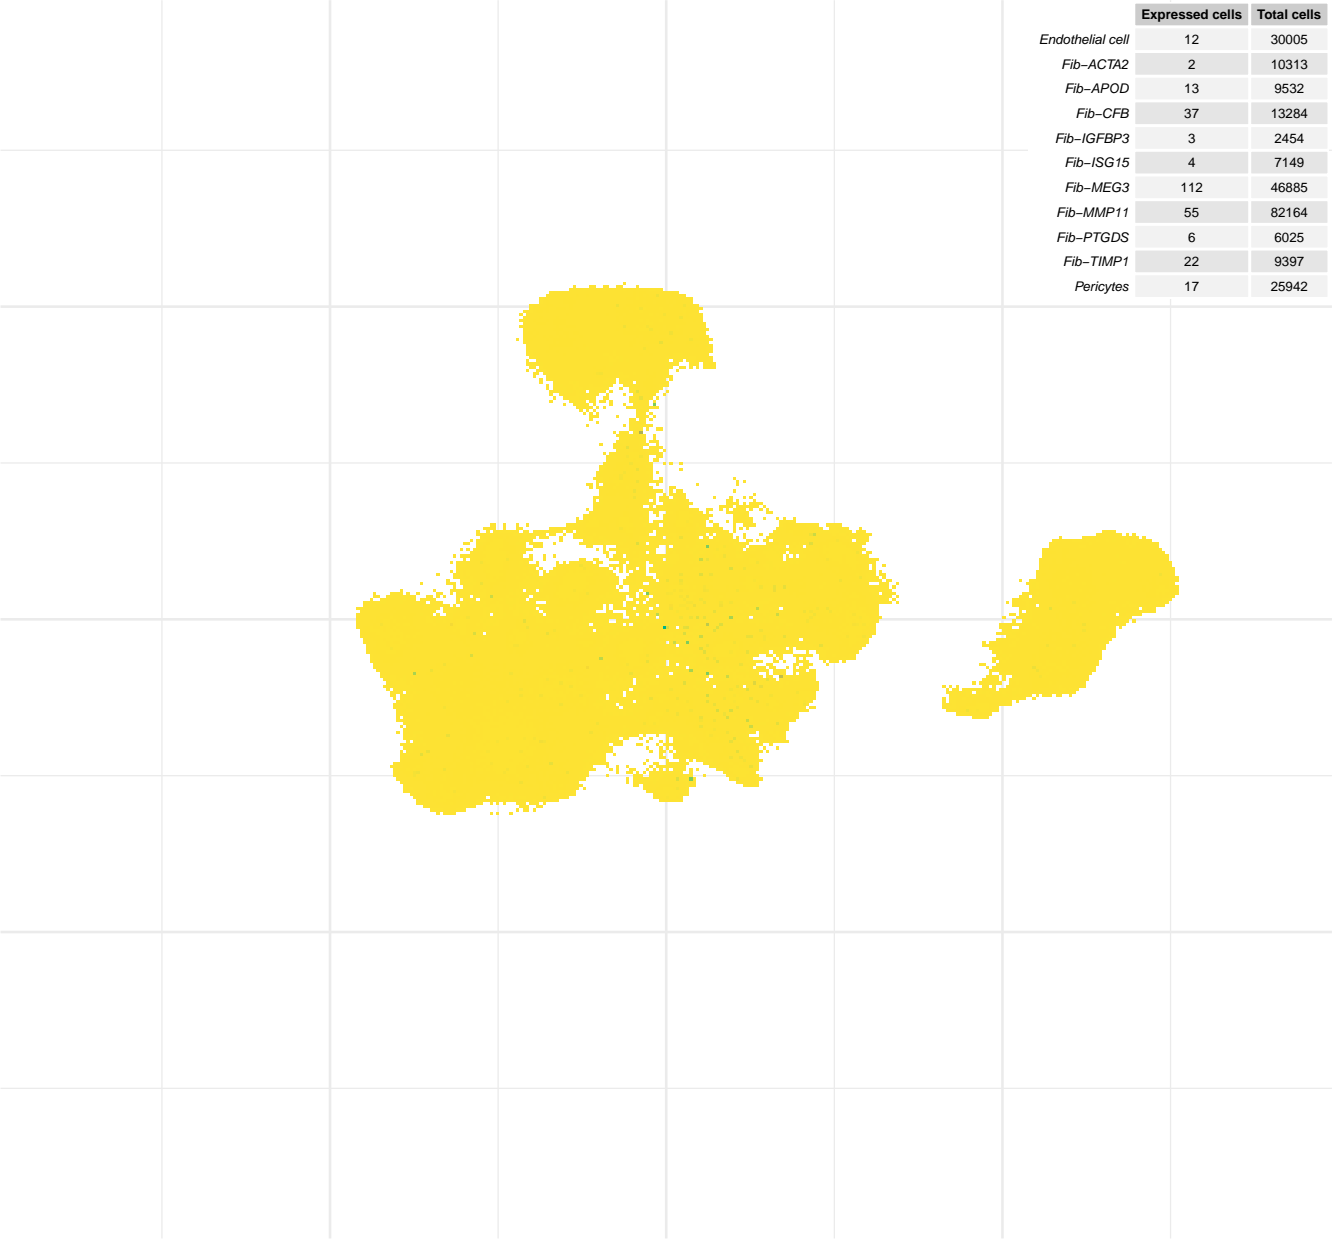 Expressed cells Total cells
Endothelial cell 12 30005
Fib−ACTA2 2 10313
Fib−APOD 13 9532
Fib−CFB 37 13284
Fib−IGFBP3 3 2454
Fib−ISG15 4 7149
Fib−MEG3 112 46885
Fib−MMP11 55 82164
Fib−PTGDS 6 6025
Fib−TIMP1 22 9397
Pericytes 17 25942